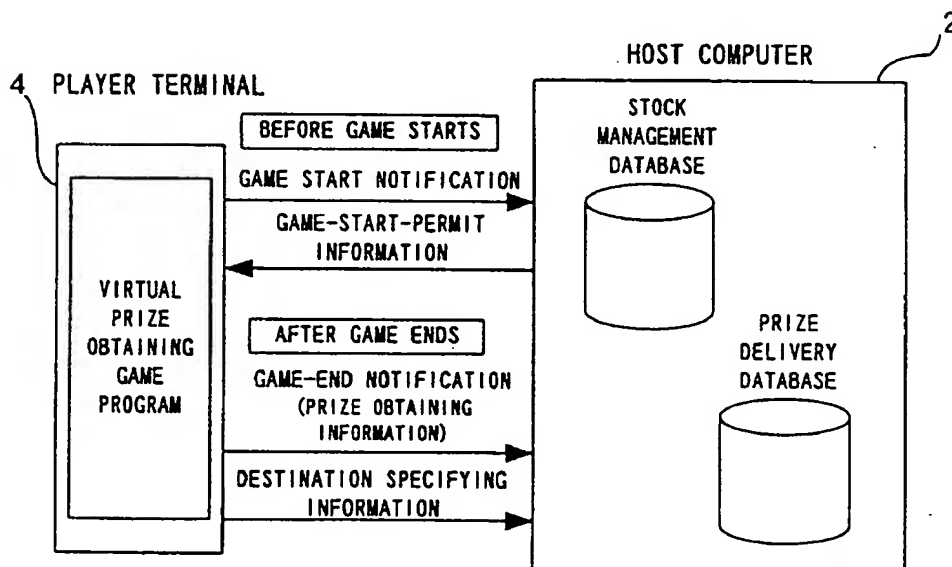 2
HOST COMPUTER
4 PLAYER TERMINAL
STOCK
MANAGEMENT
DATABASE
BEFORE GAME STARTS
GAME START NOTIFICATION
GAME-START-PERMIT
INFORMATION
VIRTUAL
PRIZE
OBTAINING
GAME
PROGRAM
AFTER GAME ENDS
GAME-END NOTIFICATION
(PRIZE OBTAINING
INFORMATION)
DESTINATION SPECIFYING
INFORMATION
PRIZE
DELIVERY
DATABASE